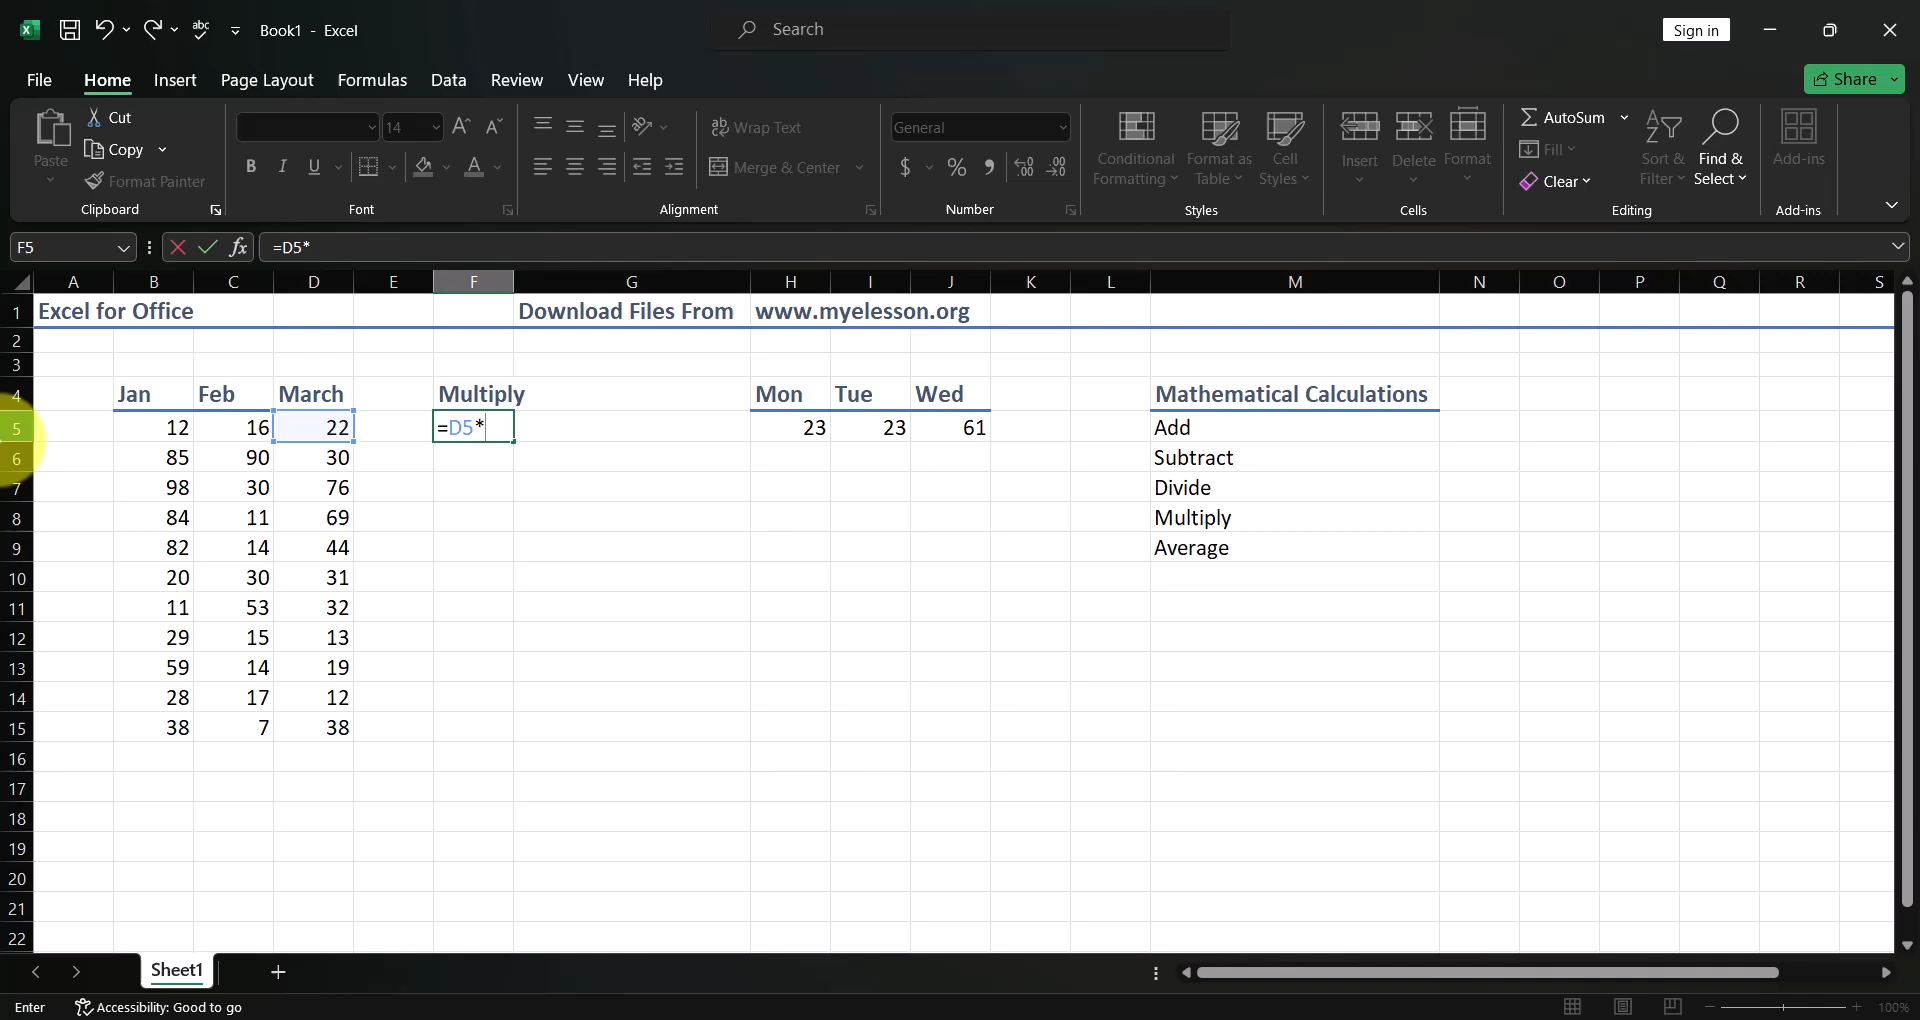 Book1 - Excel
Search
Sign in
File Home Insert Page Layout Formulas Data Review View Help
Share
Paste
Cut
Copy
Format Painter
Clipboard
14
B I U
Font
ab Wrap Text
Merge & Center
Alignment
General
$ % 9
Number
Conditional Formatting
Format as Table
Cell Styles
Styles
Insert
Delete
Format
Cells
AutoSum
Fill
Clear
Sort & Filter
Find & Select
Editing
Add-ins
Add-ins
F5
fx
=D5*
A B C D E F G H I J K L M N O P Q R S
1 Excel for Office Download Files From www.myelesson.org
2
3
4 Jan Feb March Multiply Mon Tue Wed Mathematical Calculations
5 12 16 22 =D5* 23 23 61 Add
6 85 90 30 Subtract
7 98 30 76 Divide
8 84 11 69 Multiply
9 82 14 44 Average
10 20 30 31
11 11 53 32
12 29 15 13
13 59 14 19
14 28 17 12
15 38 7 38
16
17
18
19
20
21
22
Sheet1
Enter
Accessibility: Good to go
100%